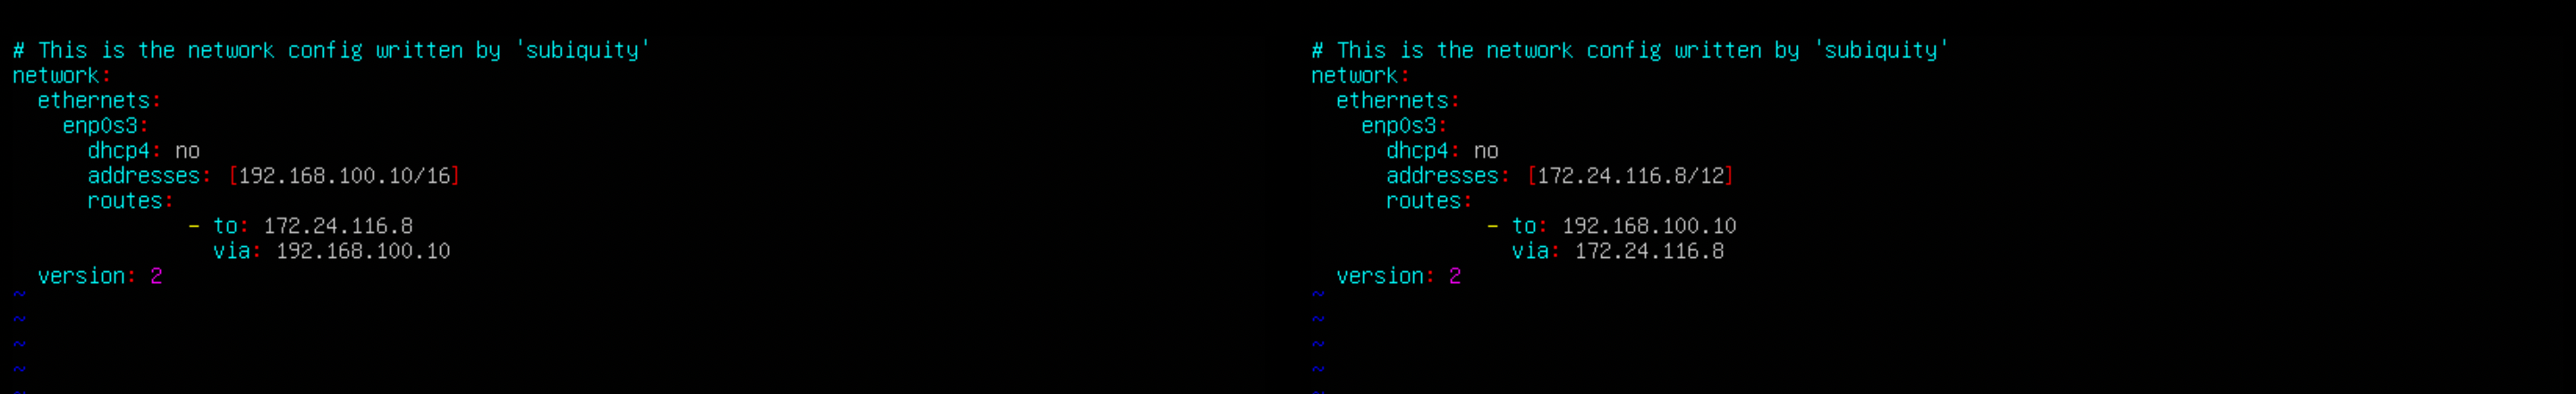 # This is the network config written by 'subiquity'
network:
  ethernets:
    enp0s3:
      dhcp4: no
      addresses: [192.168.100.10/16]
      routes:
              - to: 172.24.116.8
                via: 192.168.100.10
  version: 2
~
~
~
~
~
# This is the network config written by 'subiquity'
network:
  ethernets:
    enp0s3:
      dhcp4: no
      addresses: [172.24.116.8/12]
      routes:
              - to: 192.168.100.10
                via: 172.24.116.8
  version: 2
~
~
~
~
~